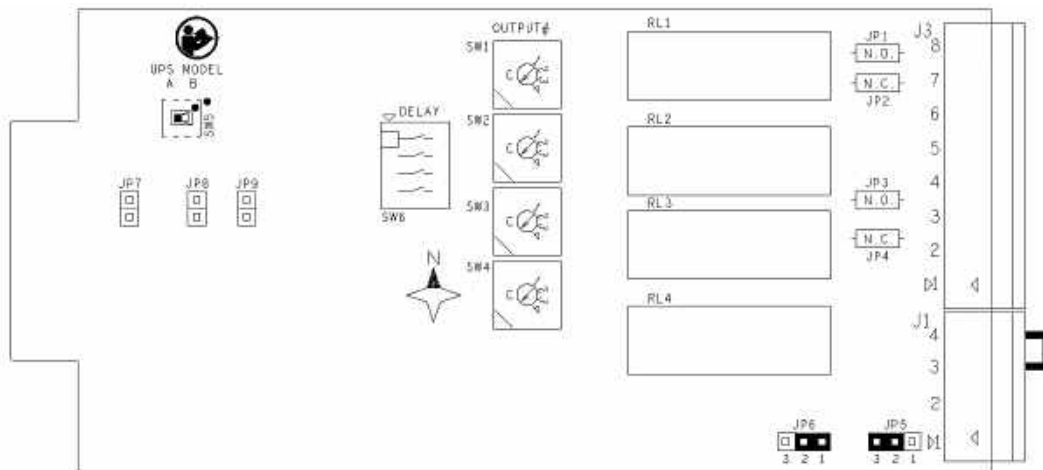 OUTPUT#
UPS MODEL
A B
SW5
JP7
JP8
JP9
DELAY
SW6
N
SW1
C
SW2
C
SW3
C
SW4
C
RL1
RL2
RL3
RL4
JP1
N.O.
N.C.
JP2
JP3
N.O.
N.C.
JP4
J3
8
7
6
5
4
3
2
1
J1
4
3
2
1
JP6
3 2 1
JP5
3 2 1